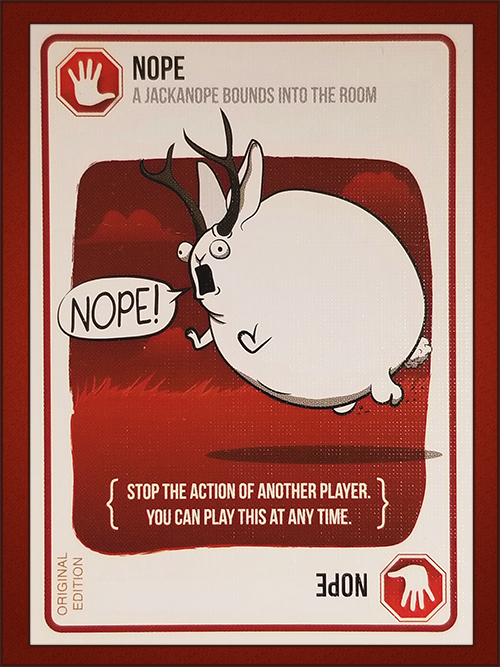 NOPE
A JACKANOPE BOUNDS INTO THE ROOM
NOPE!
STOP THE ACTION OF ANOTHER PLAYER.
YOU CAN PLAY THIS AT ANY TIME.
ORIGINAL
EDITION
NOPE